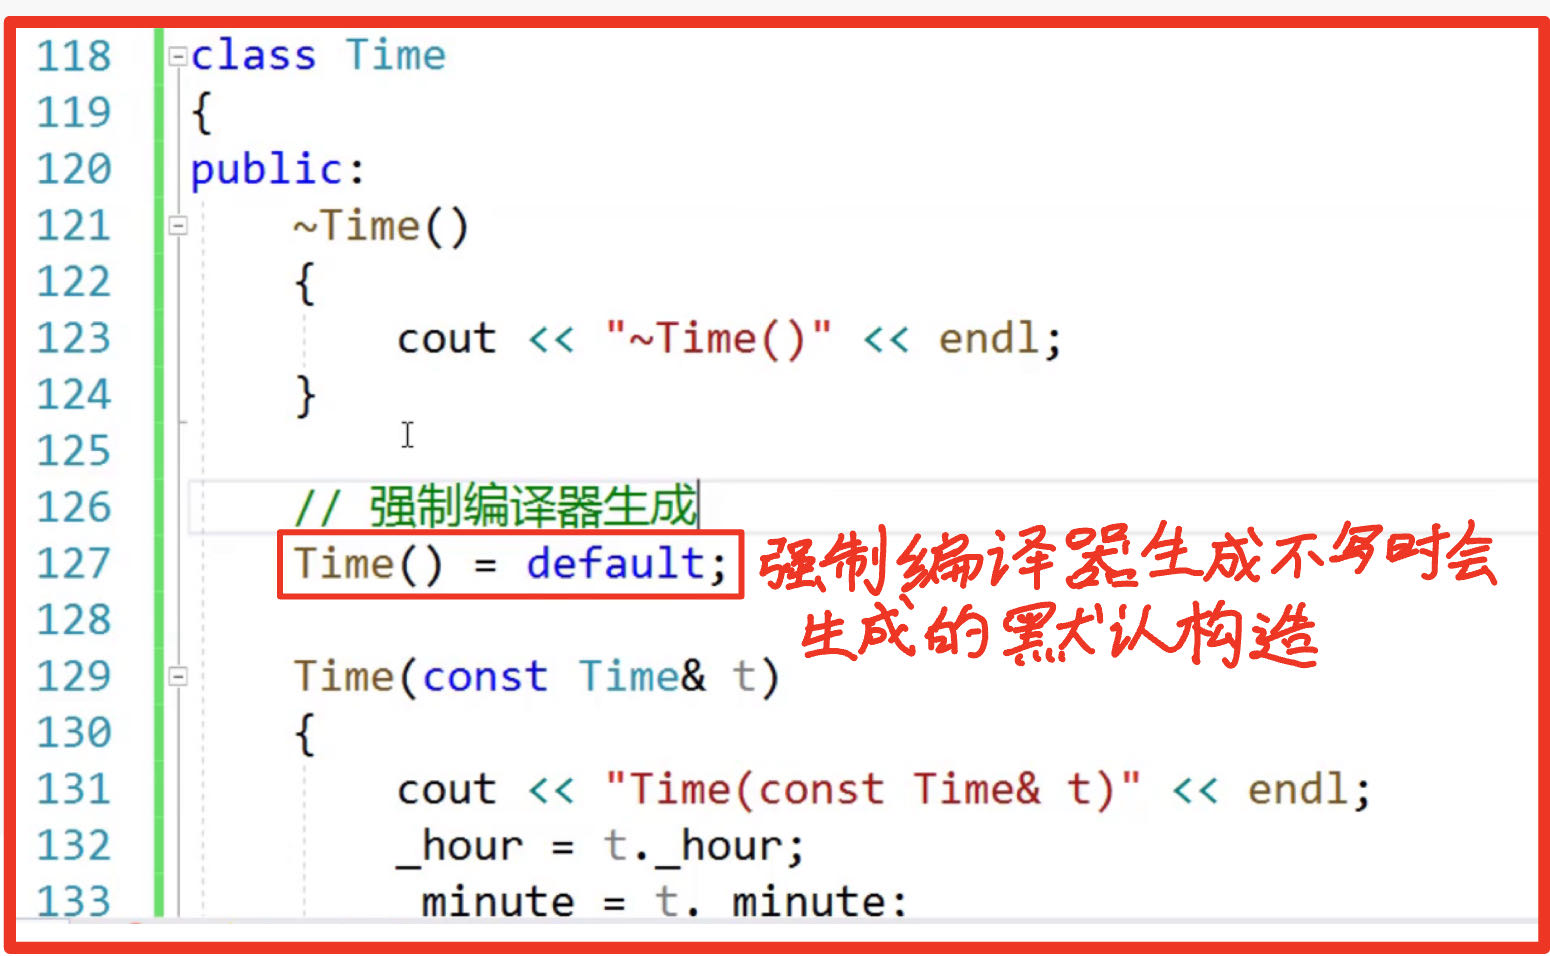 118 class Time
119 {
120 public:
121 ~Time()
122 {
123 cout << "~Time()" << endl;
124 }
125
126 // 强制编译器生成
127 Time() = default; 强制编译器生成不写时会
生成的默认构造
128
129 Time(const Time& t)
130 {
131 cout << "Time(const Time& t)" << endl;
132 _hour = t._hour;
133 _minute = t._minute;